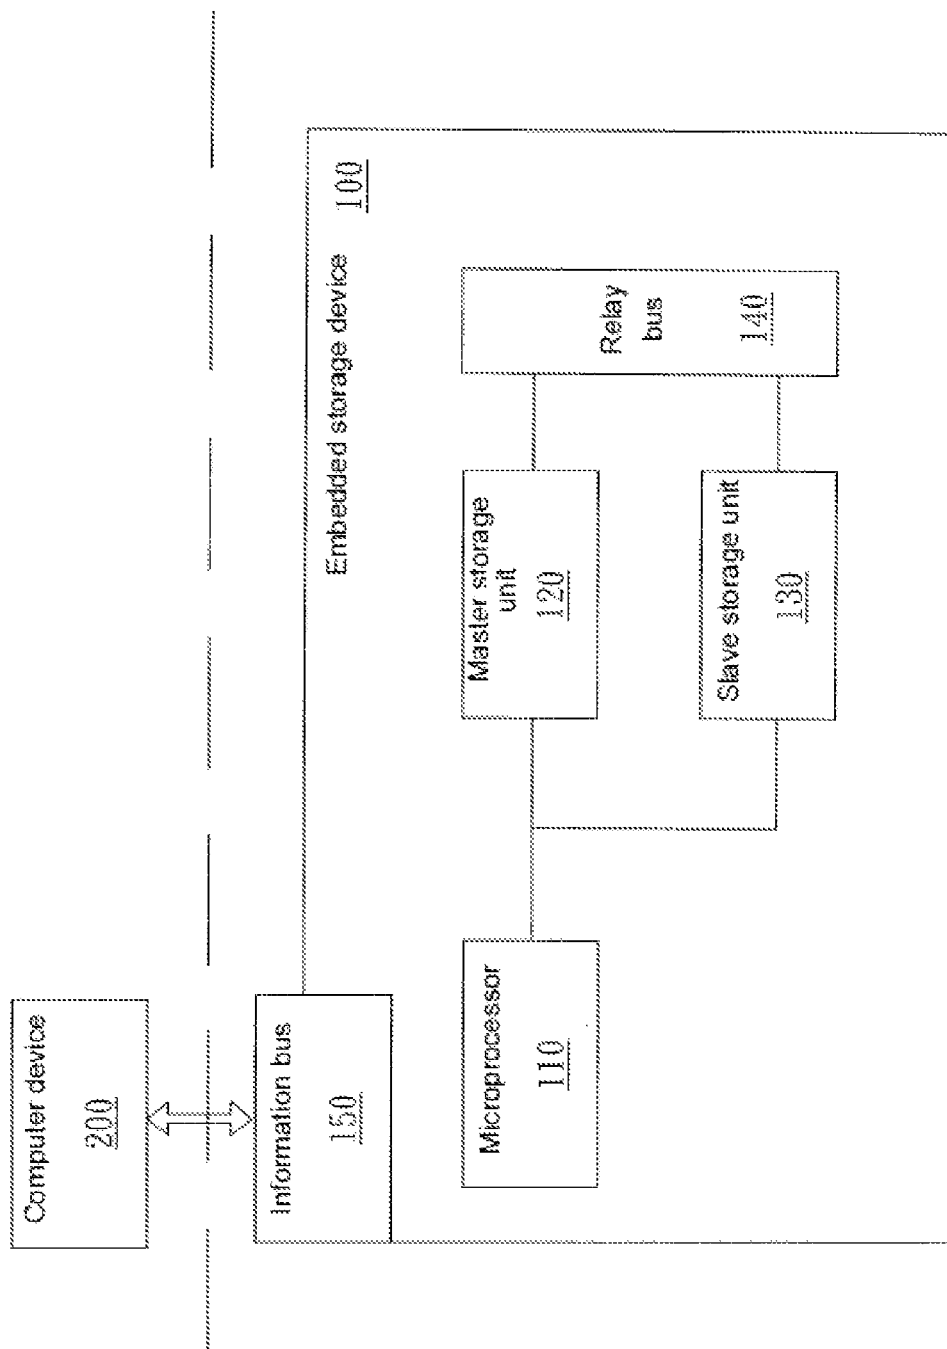 Computer device
200
Information bus
150
Embedded storage device
100
Microprocessor
110
Master storage
unit
120
Relay
bus
140
Slave storage unit
130